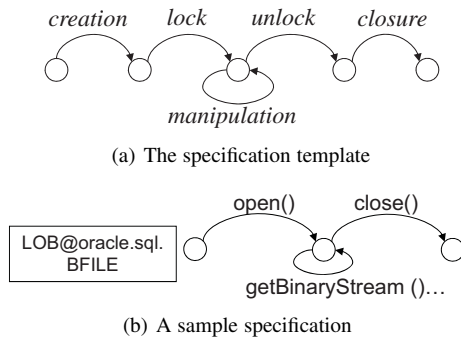 creation lock unlock closure
manipulation
(a) The specification template
open() close()
LOB@oracle.sql.
BFILE
getBinaryStream ()...
(b) A sample specification